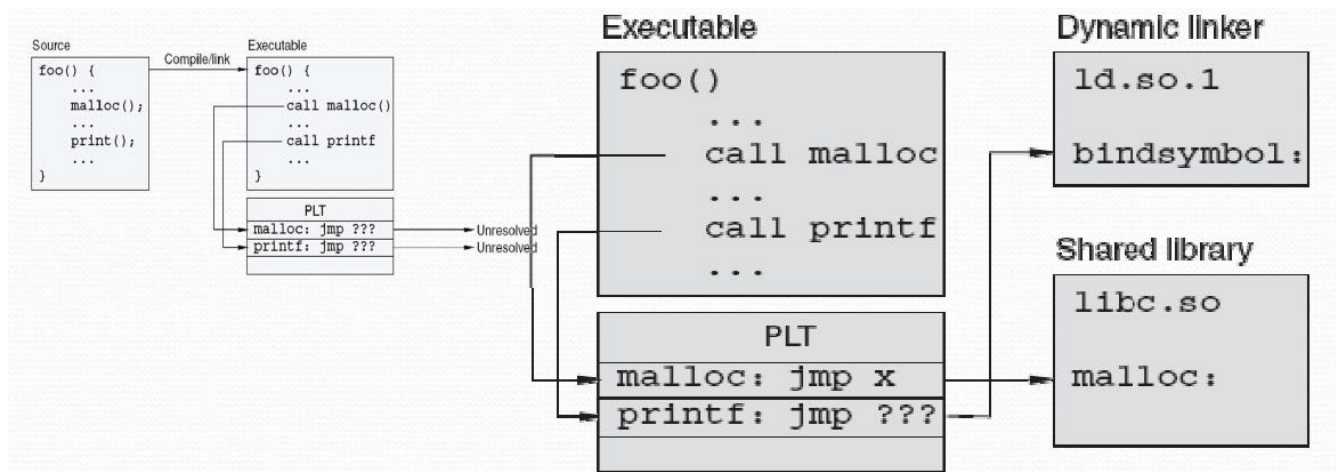 Source
foo() {
...
malloc();
...
print();
...
}
Compile/link
Executable
foo() {
...
call malloc()
...
call printf
...
}
PLT
malloc: jmp ???
printf: jmp ???
Unresolved
Unresolved
Executable
foo()
...
call malloc
...
call printf
...
PLT
malloc: jmp x
printf: jmp ???
Dynamic linker
ld.so.1
bindsymbol:
Shared library
libc.so
malloc: